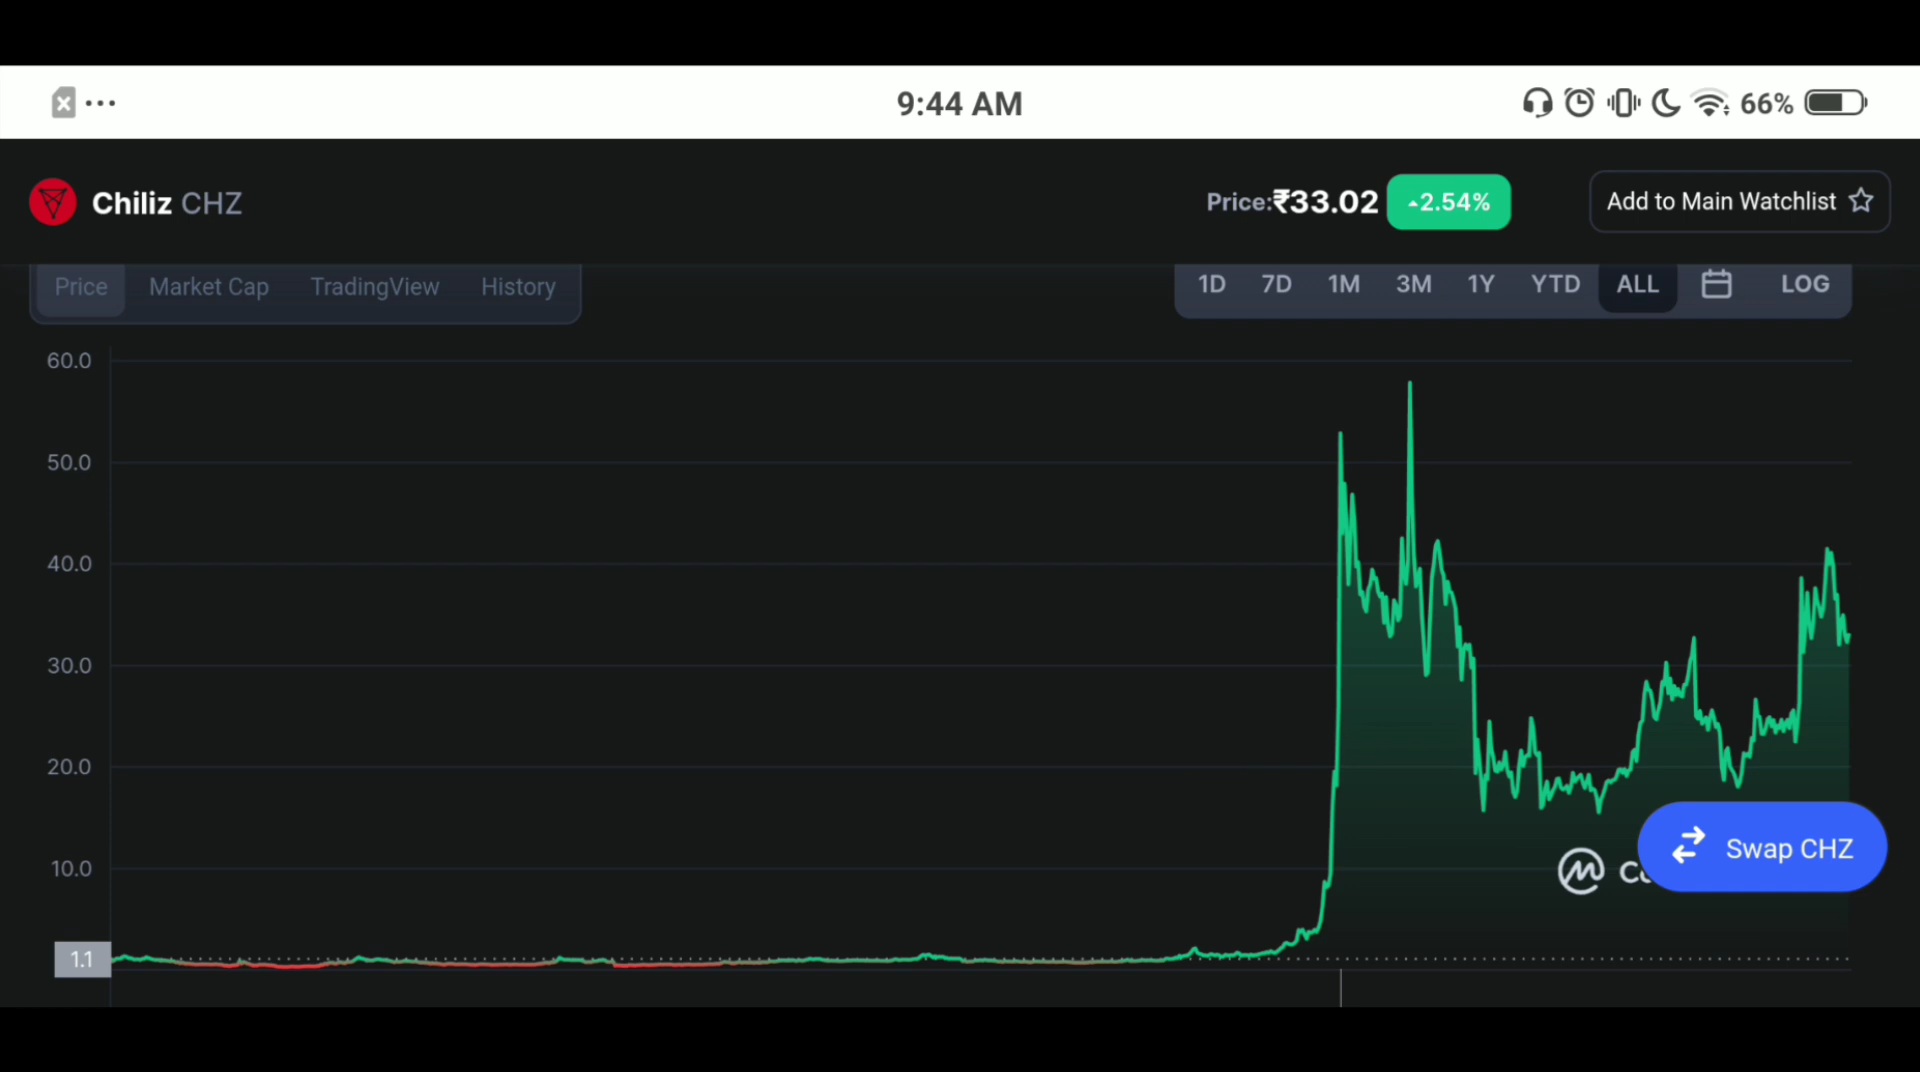 9:44 AM
66%
Chiliz CHZ
Price:₹33.02
2.54%
Add to Main Watchlist
Price
Market Cap
TradingView
History
1D
7D
1M
3M
1Y
YTD
ALL
LOG
60.0
50.0
40.0
30.0
20.0
10.0
1.1
Swap CHZ